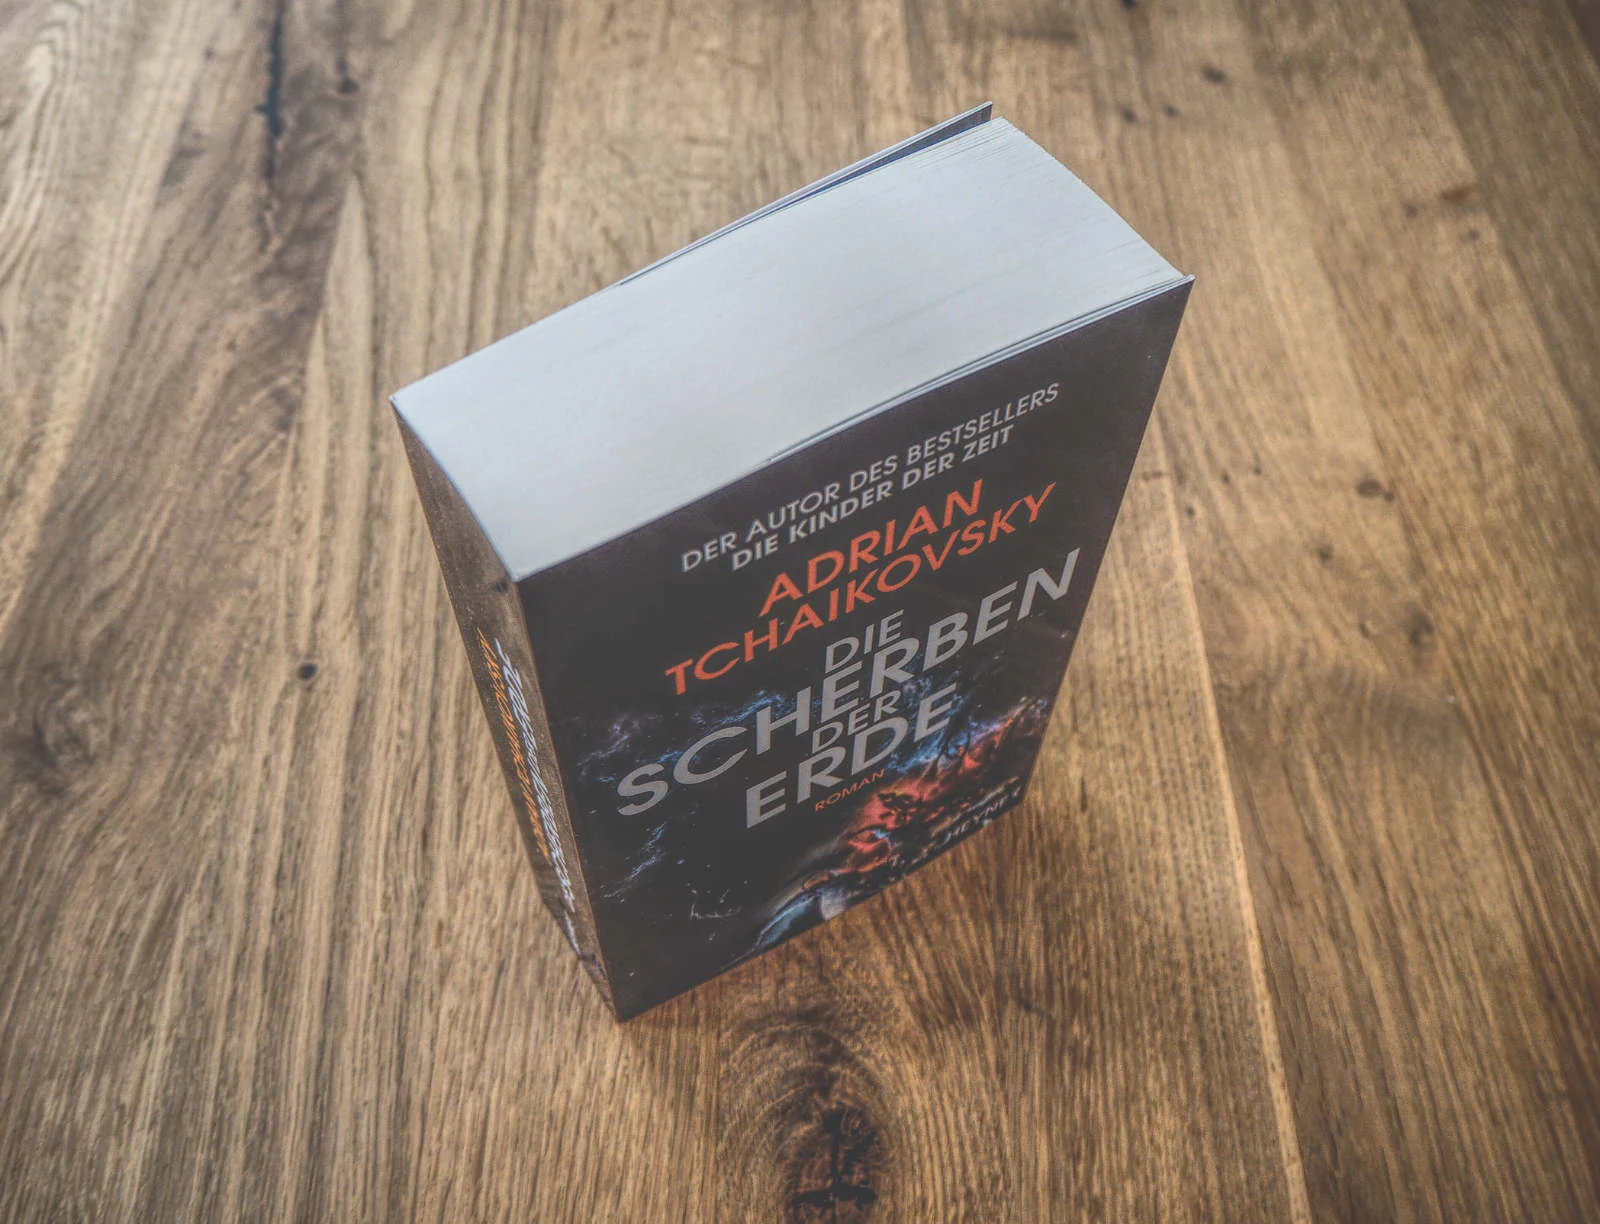 DER AUTOR DES BESTSELLERS
DIE KINDER DER ZEIT
ADRIAN
TCHAIKOVSKY
DIE
SCHERBEN
DER
ERDE
ROMAN
HEYNE